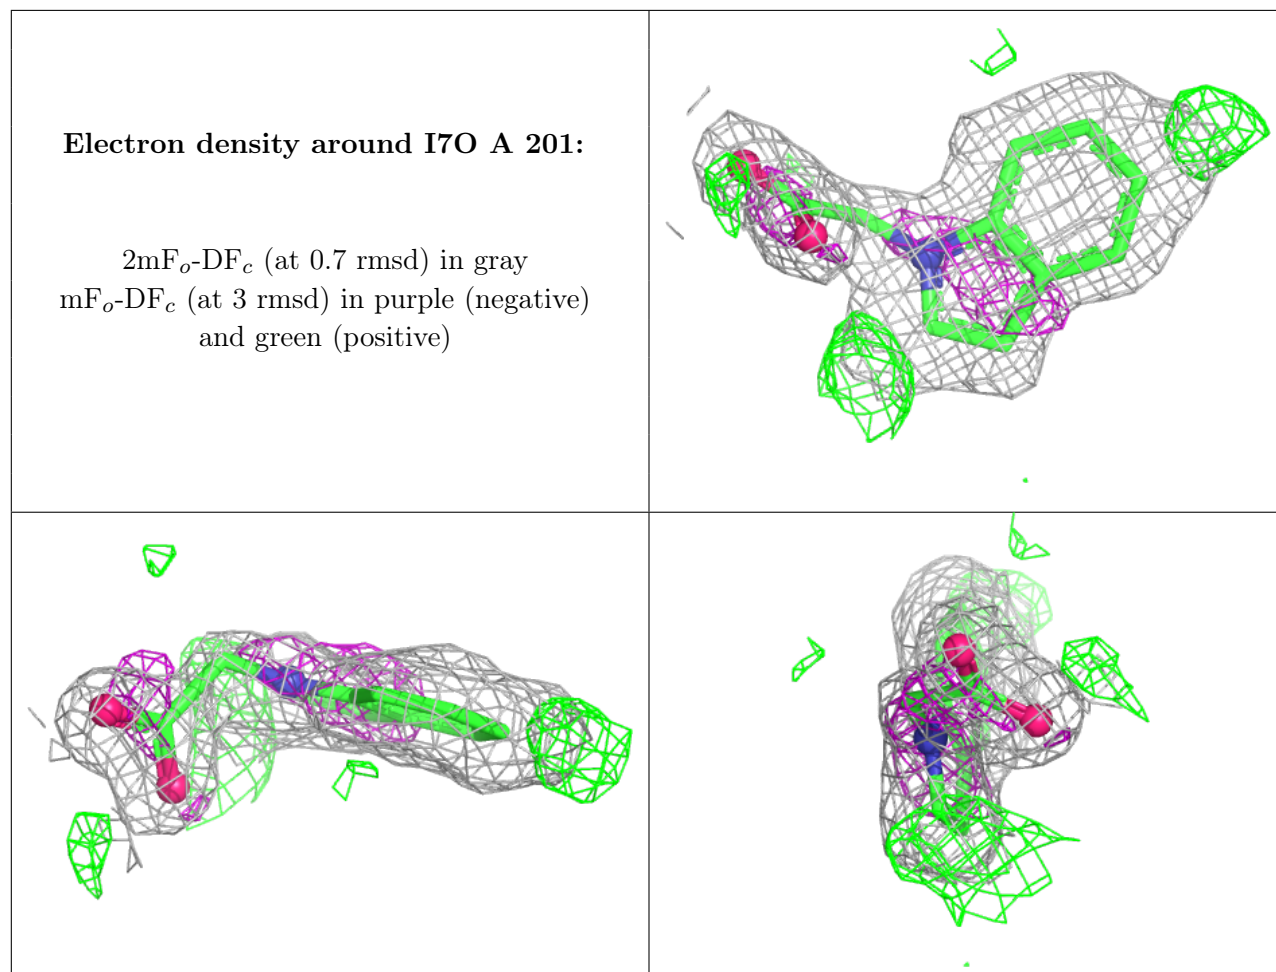 Electron density around I7O A 201:
2mFo-DFc (at 0.7 rmsd) in gray
mFo-DFc (at 3 rmsd) in purple (negative)
and green (positive)